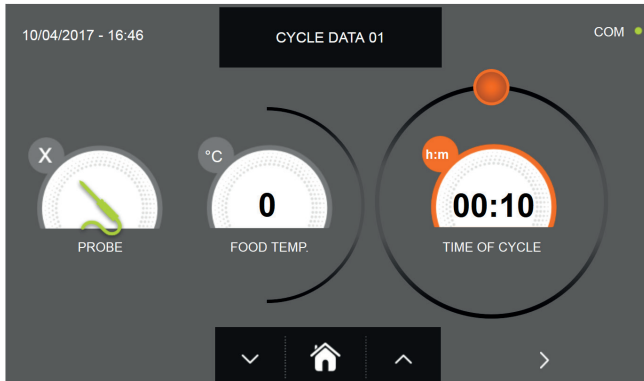 10/04/2017 - 16:46
CYCLE DATA 01
COM
X
°C
h:m
0
00:10
PROBE
FOOD TEMP.
TIME OF CYCLE